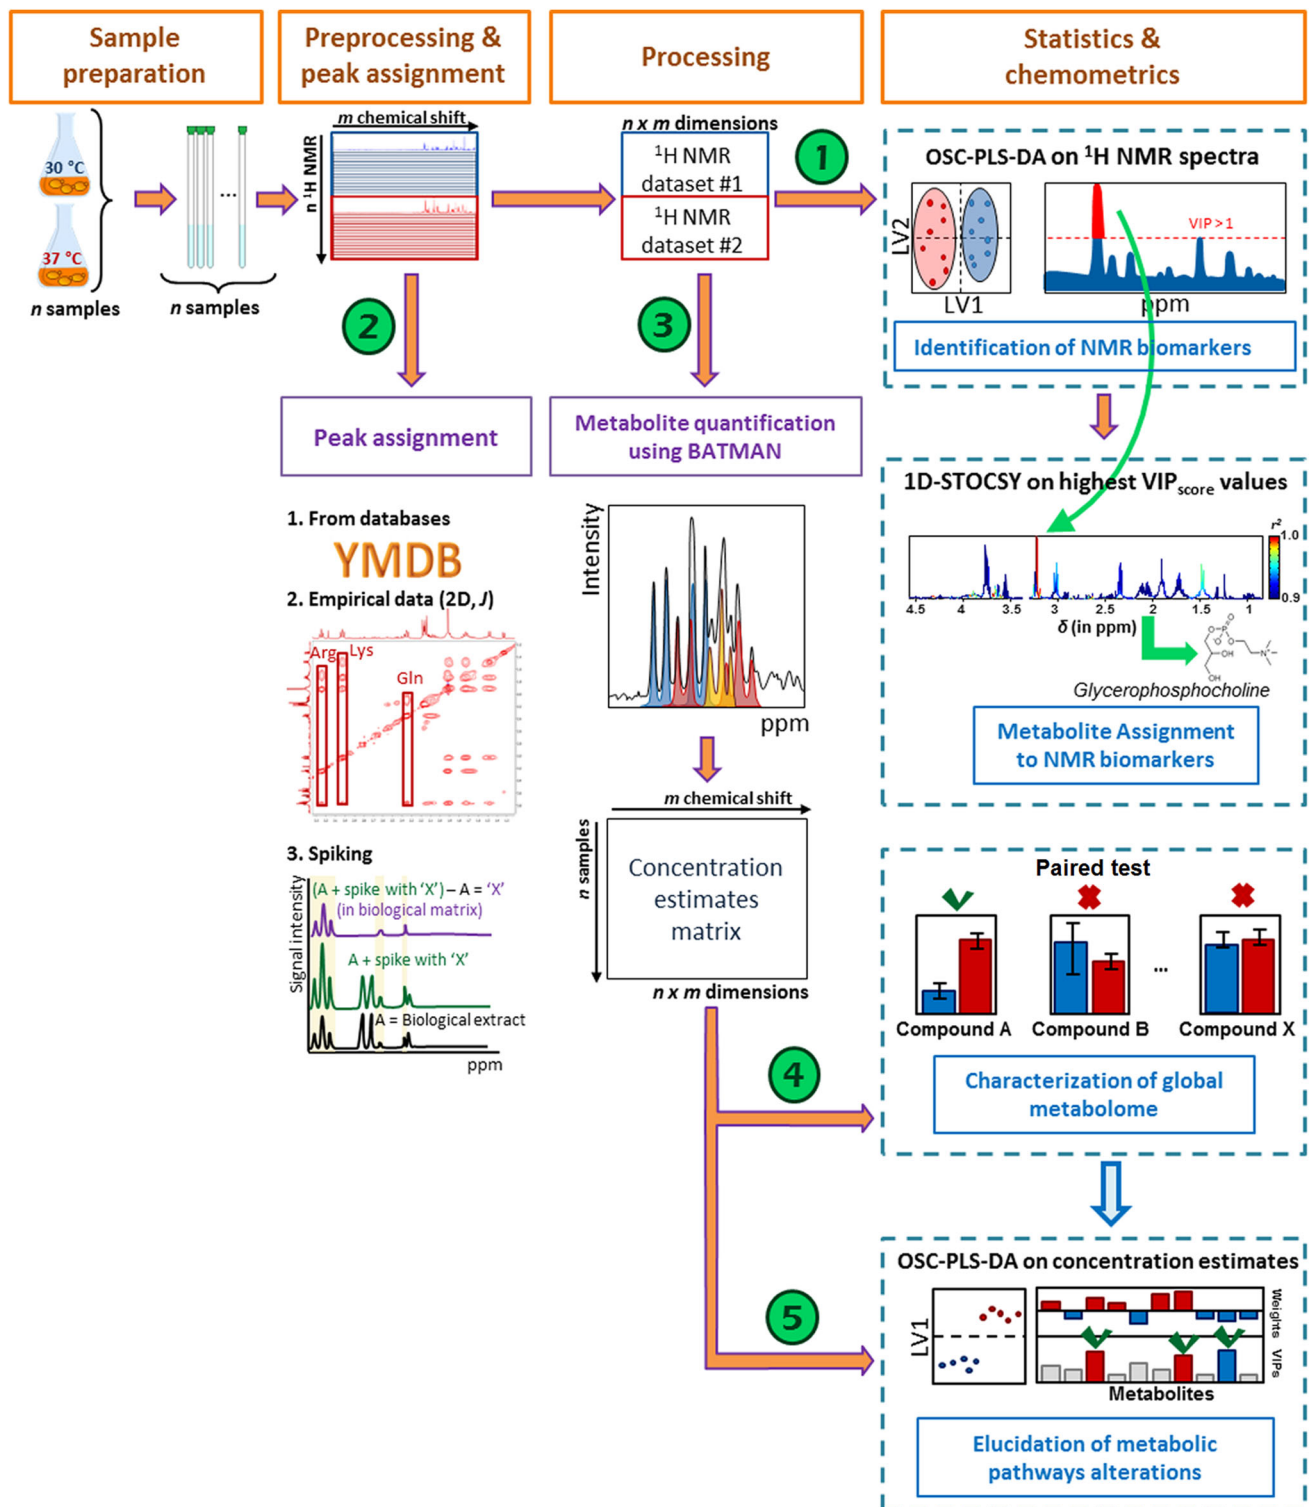 Sample
preparation
Preprocessing &
peak assignment
Processing
Statistics &
chemometrics
30 °C
37 °C
n samples
...
n samples
m chemical shift
n ¹H NMR
n x m dimensions
¹H NMR
dataset #1
¹H NMR
dataset #2
1
OSC-PLS-DA on ¹H NMR spectra
LV2
LV1
VIP > 1
ppm
Identification of NMR biomarkers
2
3
Peak assignment
Metabolite quantification
using BATMAN
1. From databases
YMDB
2. Empirical data (2D, J)
Arg
Lys
Gln
3. Spiking
Signal intensity
(A + spike with ‘X’) – A = ‘X’
(in biological matrix)
A + spike with ‘X’
A = Biological extract
ppm
Intensity
ppm
m chemical shift
n samples
Concentration
estimates
matrix
n x m dimensions
1D-STOCSY on highest VIPscore values
r²
1.0
0.9
4.5 4 3.5 3 2.5 2 1.5 1
δ (in ppm)
O
O P O
O⁻
OH
OH
N⁺
Glycerophosphocholine
Metabolite Assignment
to NMR biomarkers
4
Paired test
...
Compound A
Compound B
Compound X
Characterization of global
metabolome
5
OSC-PLS-DA on concentration estimates
LV1
Weights
VIPs
Metabolites
Elucidation of metabolic
pathways alterations